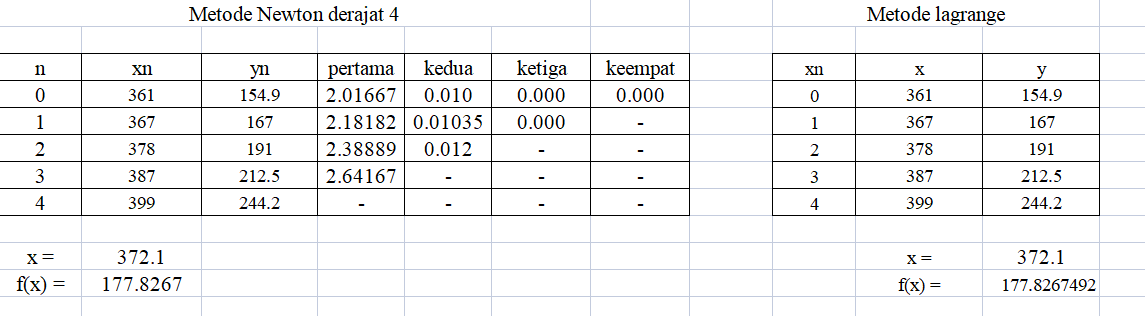 Metode Newton derajat 4 Metode lagrange
n xn yn pertama kedua ketiga keempat xn x y
0 361 154.9 2.01667 0.010 0.000 0.000 0 361 154.9
1 367 167 2.18182 0.01035 0.000 - 1 367 167
2 378 191 2.38889 0.012 - - 2 378 191
3 387 212.5 2.64167 - - - 3 387 212.5
4 399 244.2 - - - - 4 399 244.2
x = 372.1 x = 372.1
f(x) = 177.8267 f(x) = 177.8267492